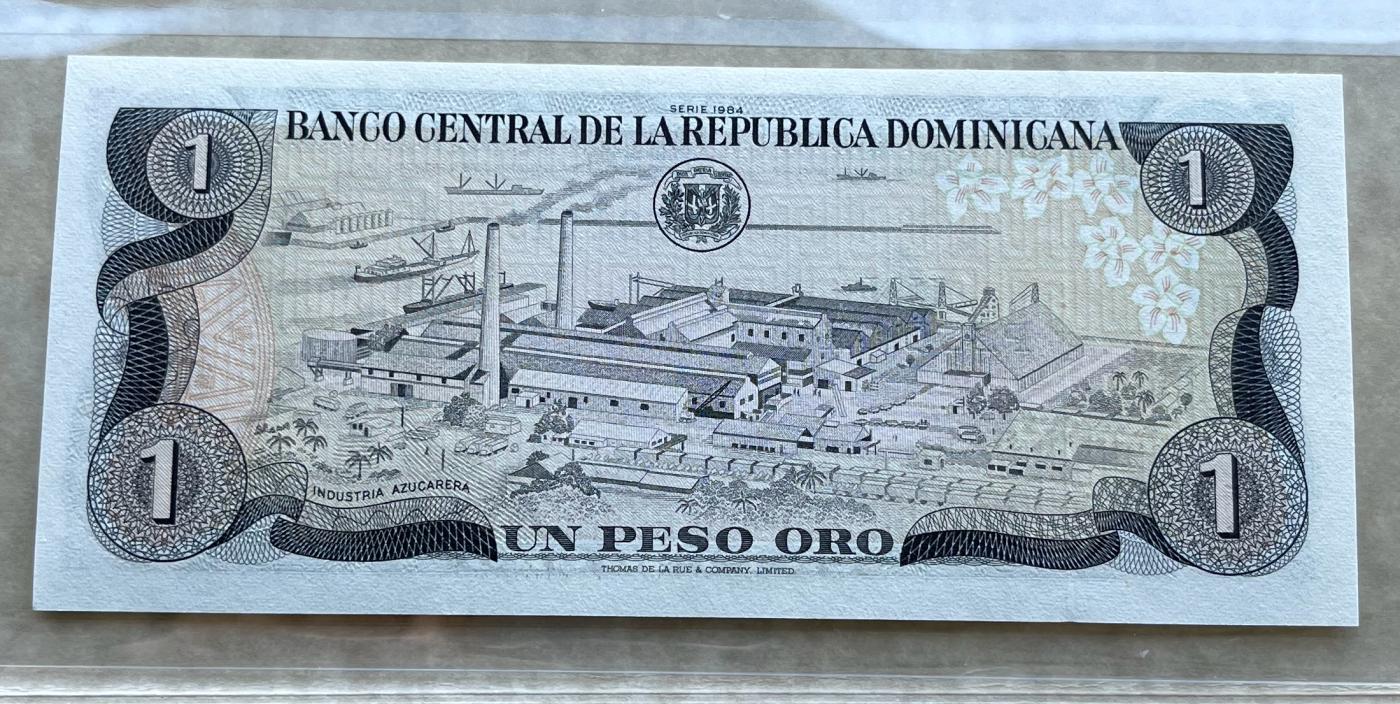 SERIE 1984
BANCO CENTRAL DE LA REPUBLICA DOMINICANA
1
1
1
1
INDUSTRIA AZUCARERA
UN PESO ORO
THOMAS DE LA RUE & COMPANY, LIMITED.